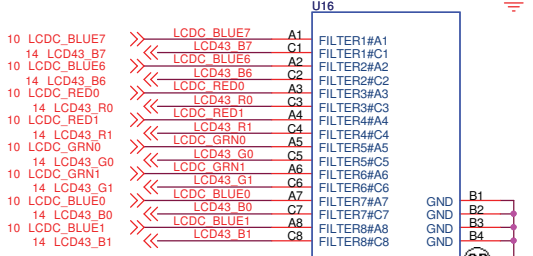 U16
10 LCDC_BLUE7 LCDC_BLUE7 A1 FILTER1#A1
14 LCD43_B7 LCD43_B7 C1 FILTER1#C1
10 LCDC_BLUE6 LCDC_BLUE6 A2 FILTER2#A2
14 LCD43_B6 LCD43_B6 C2 FILTER2#C2
10 LCDC_RED0 LCDC_RED0 A3 FILTER3#A3
14 LCD43_R0 LCD43_R0 C3 FILTER3#C3
10 LCDC_RED1 LCDC_RED1 A4 FILTER4#A4
14 LCD43_R1 LCD43_R1 C4 FILTER4#C4
10 LCDC_GRN0 LCDC_GRN0 A5 FILTER5#A5
14 LCD43_G0 LCD43_G0 C5 FILTER5#C5
10 LCDC_GRN1 LCDC_GRN1 A6 FILTER6#A6
14 LCD43_G1 LCD43_G1 C6 FILTER6#C6
10 LCDC_BLUE0 LCDC_BLUE0 A7 FILTER7#A7 GND B1
14 LCD43_B0 LCD43_B0 C7 FILTER7#C7 GND B2
10 LCDC_BLUE1 LCDC_BLUE1 A8 FILTER8#A8 GND B3
14 LCD43_B1 LCD43_B1 C8 FILTER8#C8 GND B4